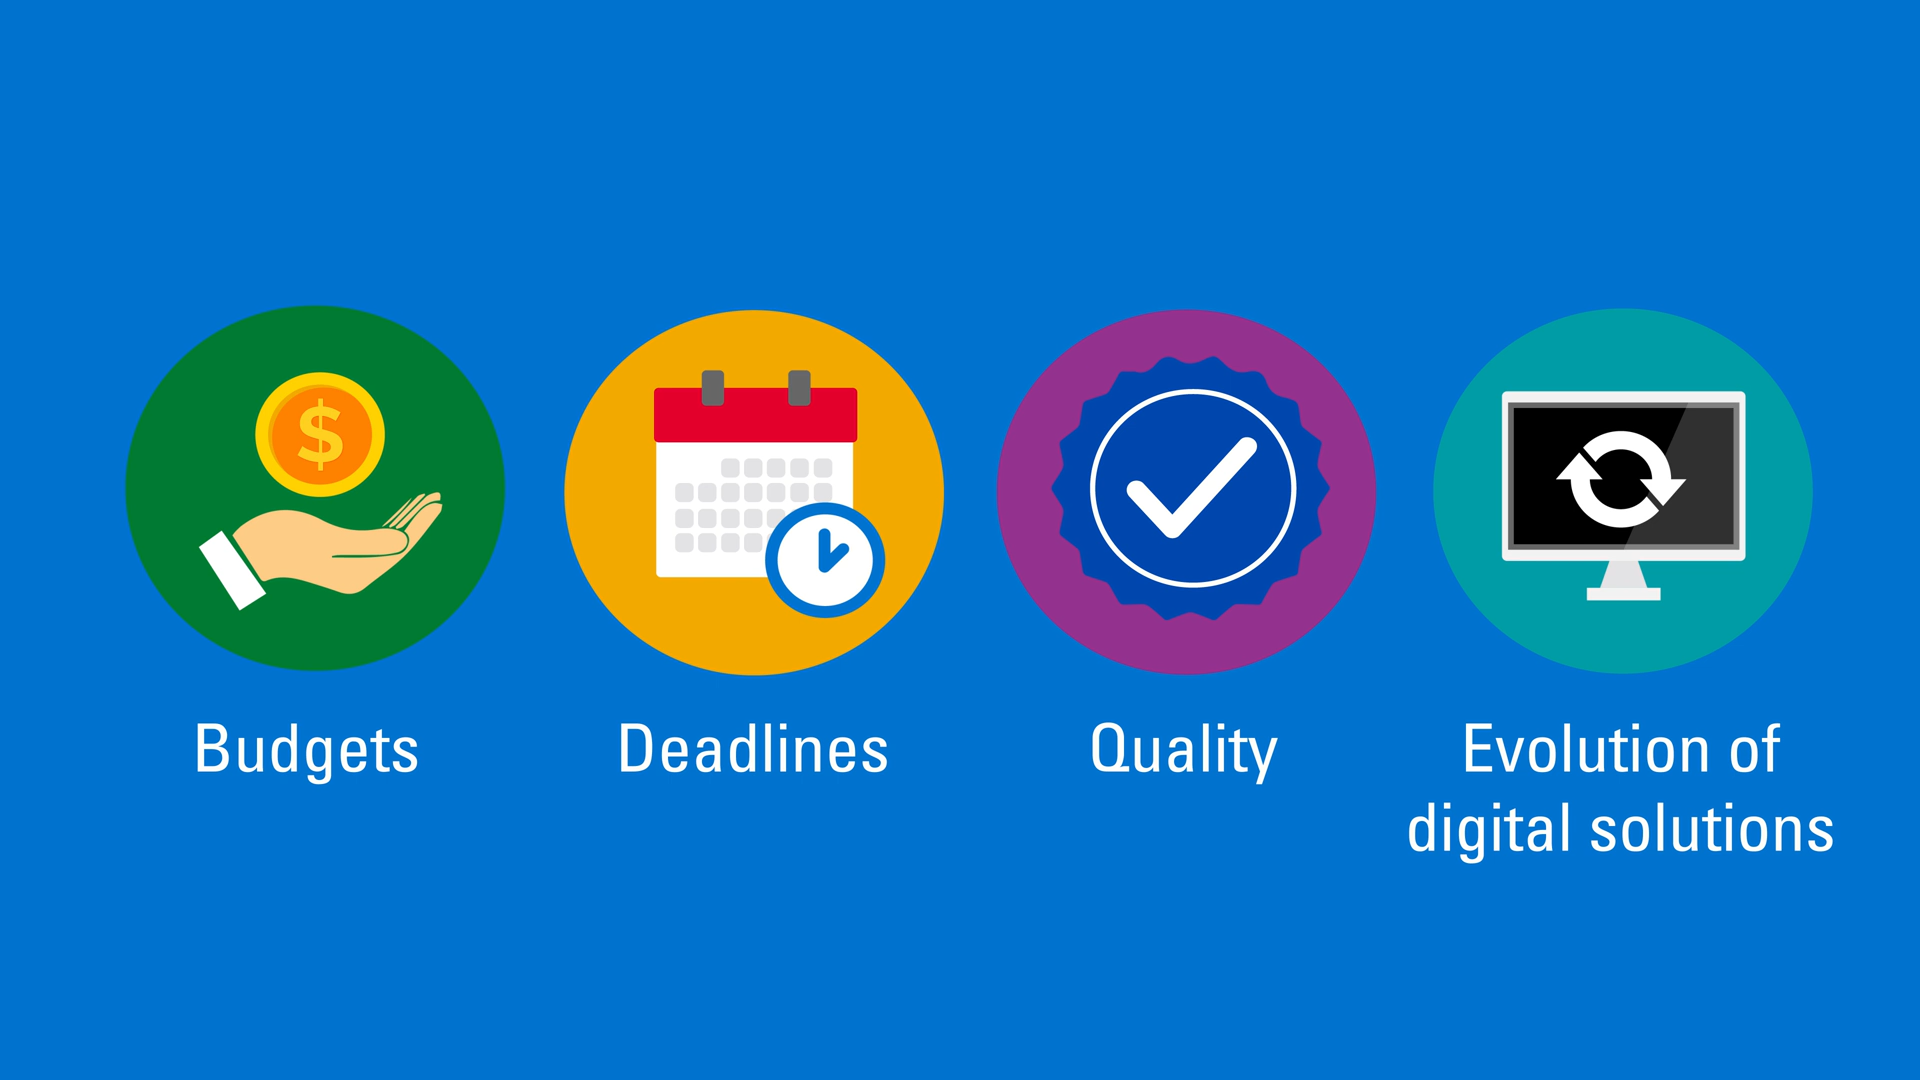 $
Budgets
Deadlines
Quality
Evolution of
digital solutions